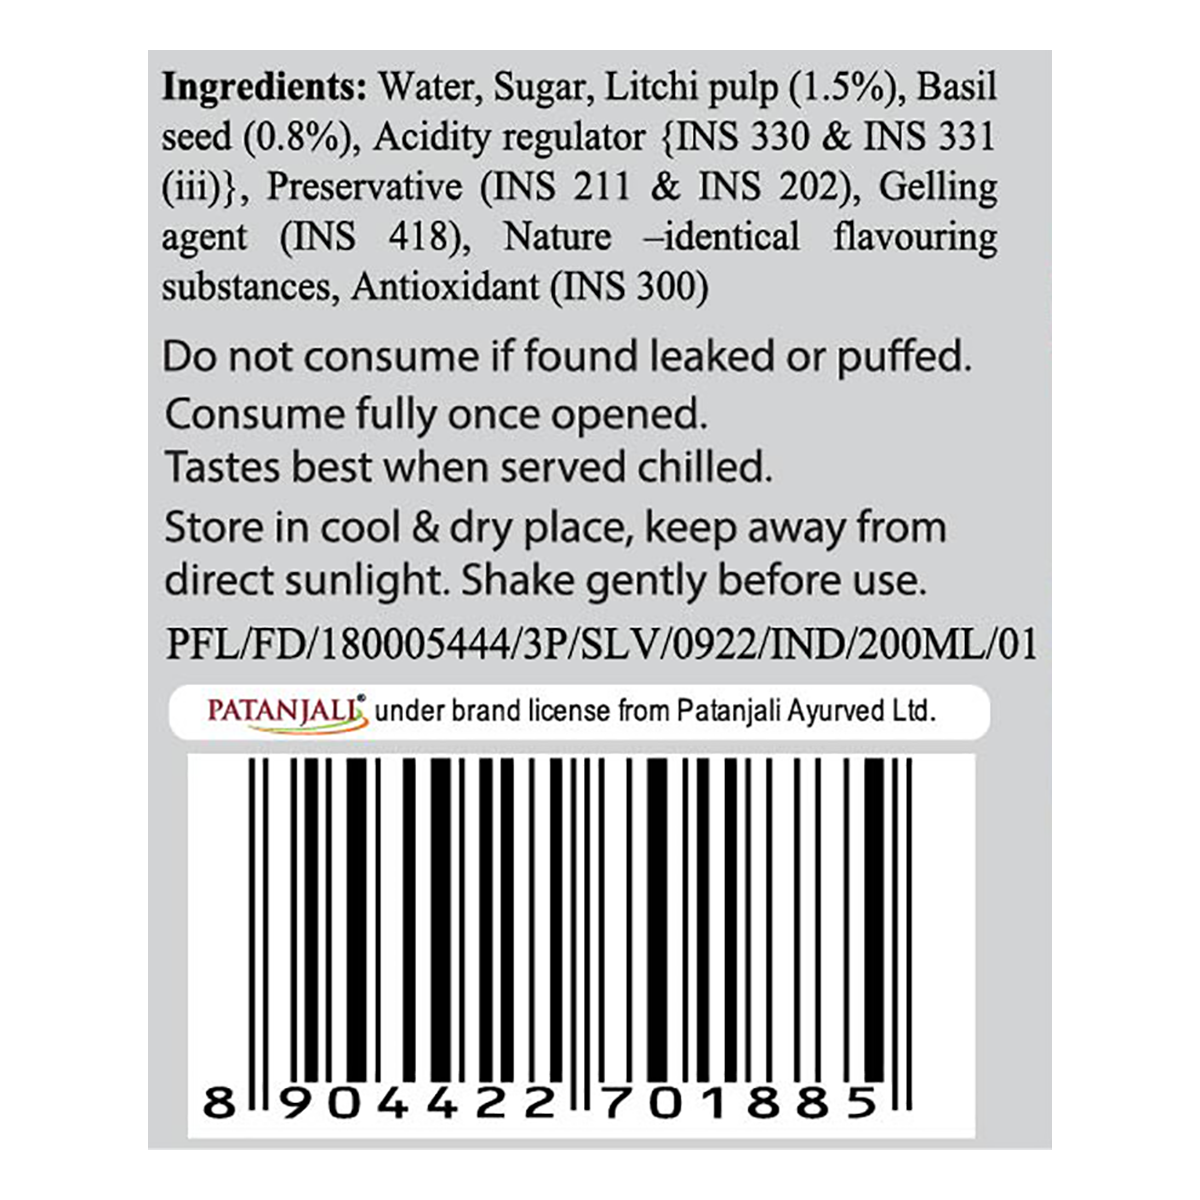 Ingredients: Water, Sugar, Litchi pulp (1.5%), Basil
seed (0.8%), Acidity regulator {INS 330 & INS 331
(iii)}, Preservative (INS 211 & INS 202), Gelling
agent (INS 418), Nature –identical flavouring
substances, Antioxidant (INS 300)
Do not consume if found leaked or puffed.
Consume fully once opened.
Tastes best when served chilled.
Store in cool & dry place, keep away from
direct sunlight. Shake gently before use.
PFL/FD/180005444/3P/SLV/0922/IND/200ML/01
PATANJALI® under brand license from Patanjali Ayurved Ltd.
8 904422 701885